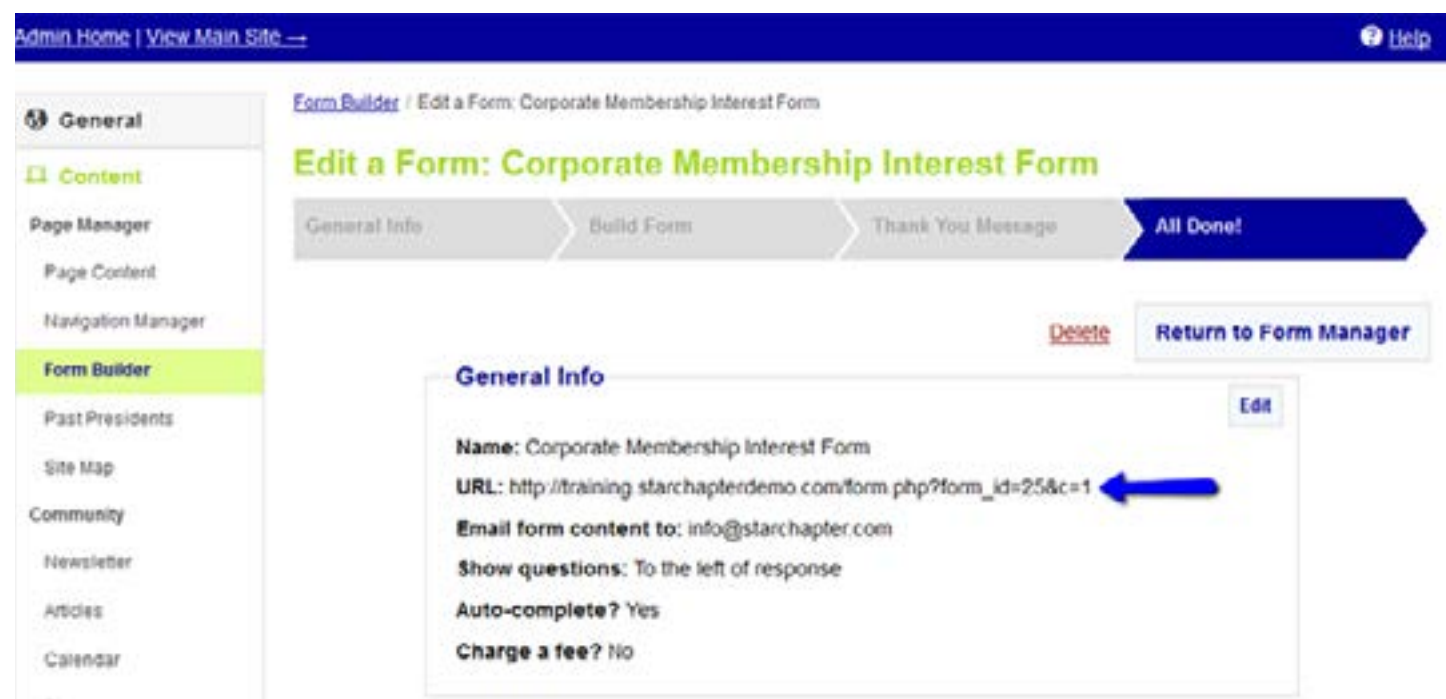 Admin Home | View Main Site →
Help
General
Content
Page Manager
Page Content
Navigation Manager
Form Builder
Past Presidents
Site Map
Community
Newsletter
Articles
Calendar
Form Builder / Edit a Form: Corporate Membership Interest Form
Edit a Form: Corporate Membership Interest Form
General Info
Build Form
Thank You Message
All Done!
Delete
Return to Form Manager
General Info
Edit
Name: Corporate Membership Interest Form
URL: http://training.starchapterdemo.com/form.php?form_id=25&c=1
Email form content to: info@starchapter.com
Show questions: To the left of response
Auto-complete? Yes
Charge a fee? No